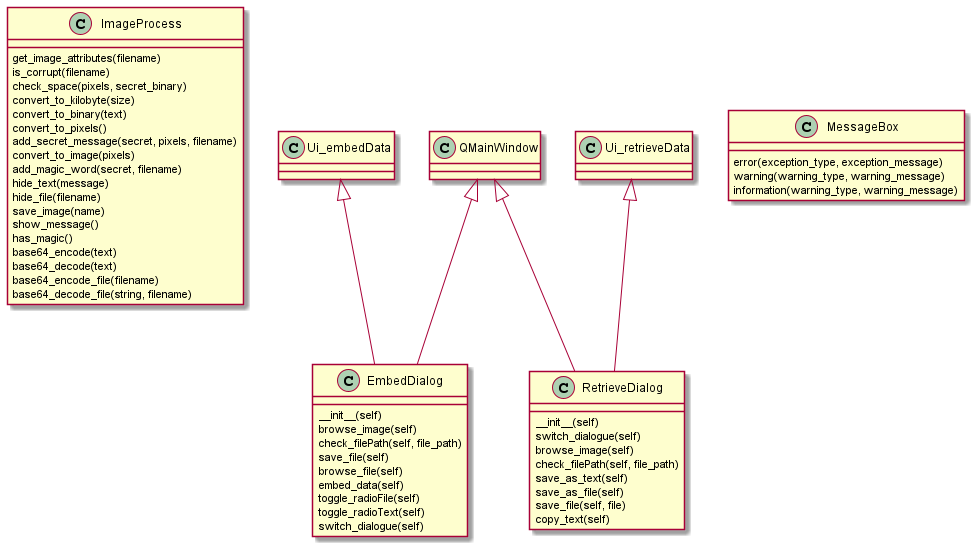 C ImageProcess
get_image_attributes(filename)
is_corrupt(filename)
check_space(pixels, secret_binary)
convert_to_kilobyte(size)
convert_to_binary(text)
convert_to_pixels()
add_secret_message(secret, pixels, filename)
convert_to_image(pixels)
add_magic_word(secret, filename)
hide_text(message)
hide_file(filename)
save_image(name)
show_message()
has_magic()
base64_encode(text)
base64_decode(text)
base64_encode_file(filename)
base64_decode_file(string, filename)
C Ui_embedData
C QMainWindow
C Ui_retrieveData
C MessageBox
error(exception_type, exception_message)
warning(warning_type, warning_message)
information(warning_type, warning_message)
C EmbedDialog
__init__(self)
browse_image(self)
check_filePath(self, file_path)
save_file(self)
browse_file(self)
embed_data(self)
toggle_radioFile(self)
toggle_radioText(self)
switch_dialogue(self)
C RetrieveDialog
__init__(self)
switch_dialogue(self)
browse_image(self)
check_filePath(self, file_path)
save_as_text(self)
save_as_file(self)
save_file(self, file)
copy_text(self)